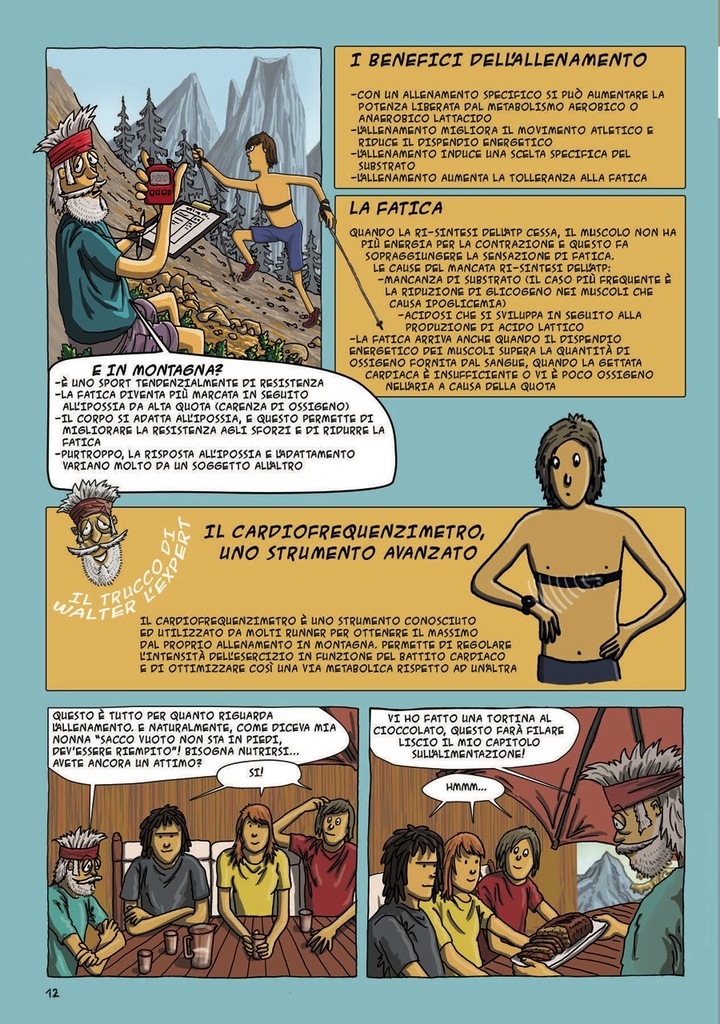 I BENEFICI DELL'ALLENAMENTO
-CON UN ALLENAMENTO SPECIFICO SI PUÒ AUMENTARE LA
POTENZA LIBERATA DAL METABOLISMO AEROBICO O
ANAEROBICO LATTACIDO
-L'ALLENAMENTO MIGLIORA IL MOVIMENTO ATLETICO E
RIDUCE IL DISPENDIO ENERGETICO
-L'ALLENAMENTO INDUCE UNA SCELTA SPECIFICA DEL
SUBSTRATO
-L'ALLENAMENTO AUMENTA LA TOLLERANZA ALLA FATICA
LA FATICA
QUANDO LA RI-SINTESI DELL'ATP CESSA, IL MUSCOLO NON HA
PIÙ ENERGIA PER LA CONTRAZIONE E QUESTO FA
SOPRAGGIUNGERE LA SENSAZIONE DI FATICA.
LE CAUSE DEL MANCATA RI-SINTESI DELL'ATP:
-MANCANZA DI SUBSTRATO (IL CASO PIÙ FREQUENTE È
LA RIDUZIONE DI GLICOGENO NEI MUSCOLI CHE
CAUSA IPOGLICEMIA)
-ACIDOSI CHE SI SVILUPPA IN SEGUITO ALLA
PRODUZIONE DI ACIDO LATTICO
-LA FATICA ARRIVA ANCHE QUANDO IL DISPENDIO
ENERGETICO DEI MUSCOLI SUPERA LA QUANTITÀ DI
OSSIGENO FORNITA DAL SANGUE, QUANDO LA GETTATA
CARDIACA È INSUFFICIENTE O VI È POCO OSSIGENO
NELL'ARIA A CAUSA DELLA QUOTA
E IN MONTAGNA?
-È UNO SPORT TENDENZIALMENTE DI RESISTENZA
-LA FATICA DIVENTA PIÙ MARCATA IN SEGUITO
ALL'IPOSSIA DA ALTA QUOTA (CARENZA DI OSSIGENO)
-IL CORPO SI ADATTA ALL'IPOSSIA, E QUESTO PERMETTE DI
MIGLIORARE LA RESISTENZA AGLI SFORZI E DI RIDURRE LA
FATICA
-PURTROPPO, LA RISPOSTA ALL'IPOSSIA E L'ADATTAMENTO
VARIANO MOLTO DA UN SOGGETTO ALL'ALTRO
IL TRUCCO DI
WALTER L'EXPERT
IL CARDIOFREQUENZIMETRO,
UNO STRUMENTO AVANZATO
IL CARDIOFREQUENZIMETRO È UNO STRUMENTO CONOSCIUTO
ED UTILIZZATO DA MOLTI RUNNER PER OTTENERE IL MASSIMO
DAL PROPRIO ALLENAMENTO IN MONTAGNA. PERMETTE DI REGOLARE
L'INTENSITÀ DELL'ESERCIZIO IN FUNZIONE DEL BATTITO CARDIACO
E DI OTTIMIZZARE COSÌ UNA VIA METABOLICA RISPETTO AD UN'ALTRA
QUESTO È TUTTO PER QUANTO RIGUARDA
L'ALLENAMENTO. E NATURALMENTE, COME DICEVA MIA
NONNA "SACCO VUOTO NON STA IN PIEDI,
DEV'ESSERE RIEMPITO"! BISOGNA NUTRIRSI...
AVETE ANCORA UN ATTIMO?
SI!
VI HO FATTO UNA TORTINA AL
CIOCCOLATO, QUESTO FARÀ FILARE
LISCIO IL MIO CAPITOLO
SULL'ALIMENTAZIONE!
HMMM...
12